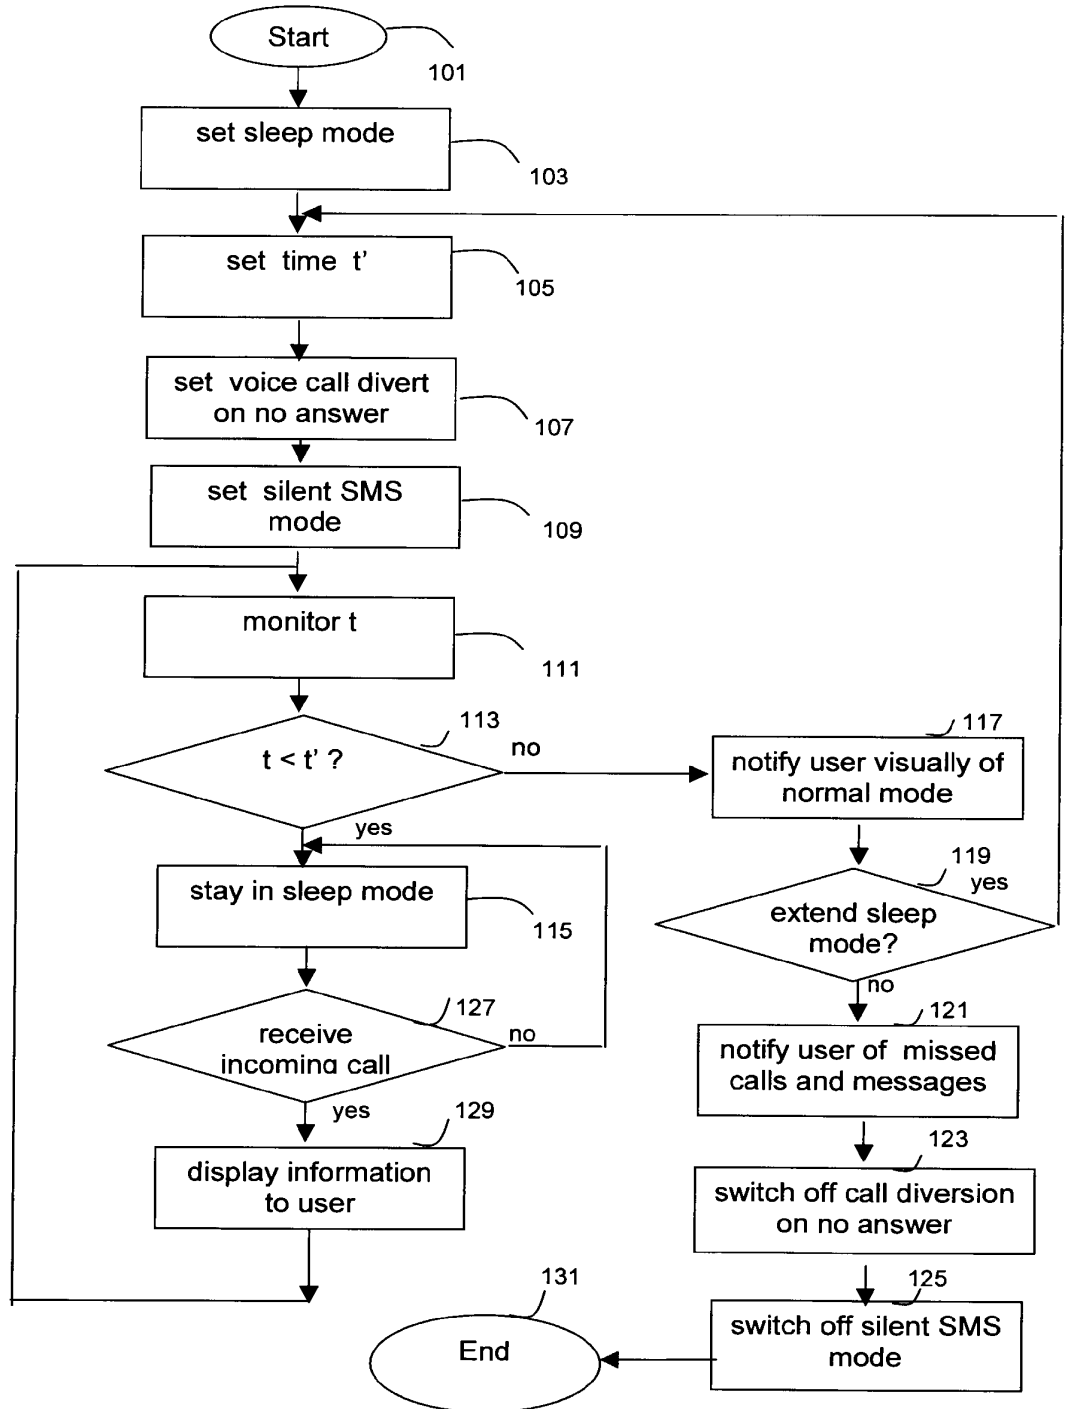 Start
101
set sleep mode
103
set time t'
105
set voice call divert
on no answer
107
set silent SMS
mode
109
monitor t
111
113
t < t' ?
no
yes
117
notify user visually of
normal mode
119
yes
extend sleep
mode?
no
stay in sleep mode
115
127
receive
incoming call
no
yes
121
notify user of missed
calls and messages
129
display information
to user
123
switch off call diversion
on no answer
125
switch off silent SMS
mode
131
End